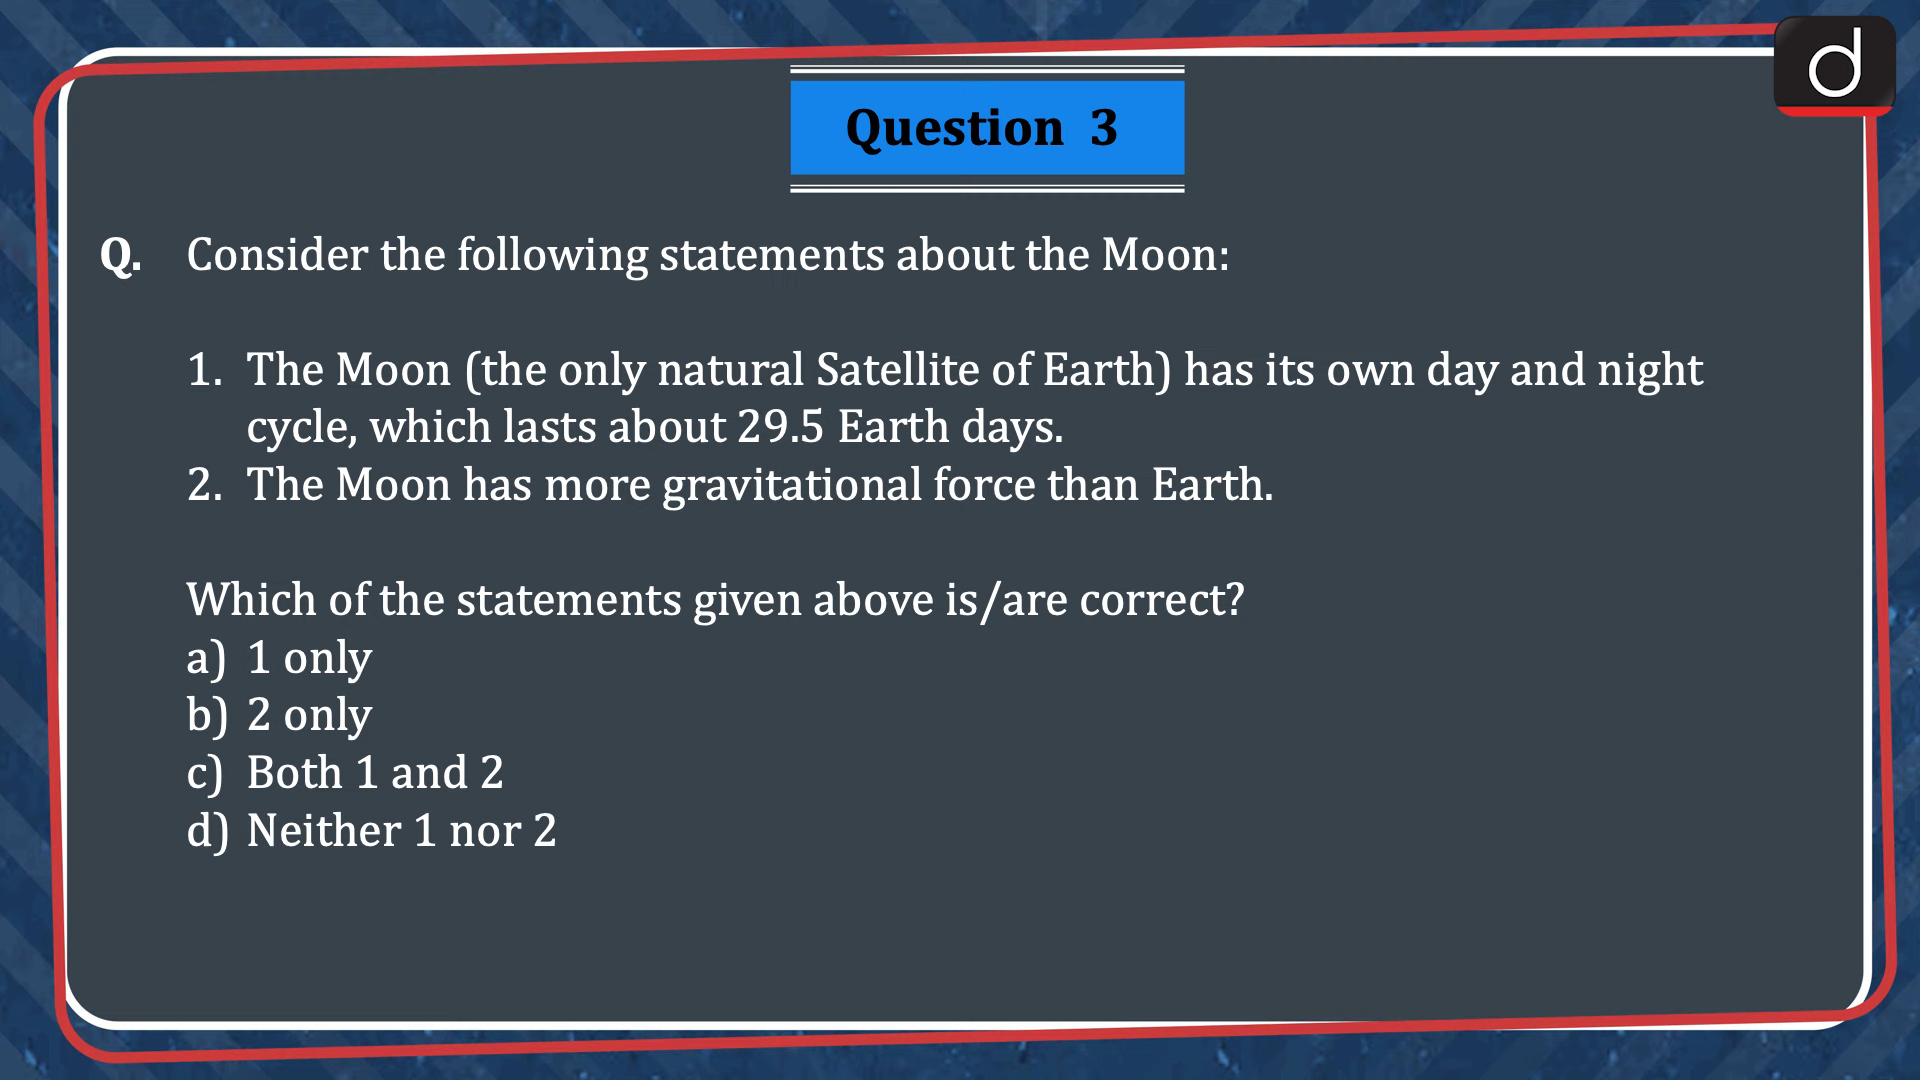 d
Question 3
Q. Consider the following statements about the Moon:
1. The Moon (the only natural Satellite of Earth) has its own day and night
cycle, which lasts about 29.5 Earth days.
2. The Moon has more gravitational force than Earth.
Which of the statements given above is/are correct?
a) 1 only
b) 2 only
c) Both 1 and 2
d) Neither 1 nor 2